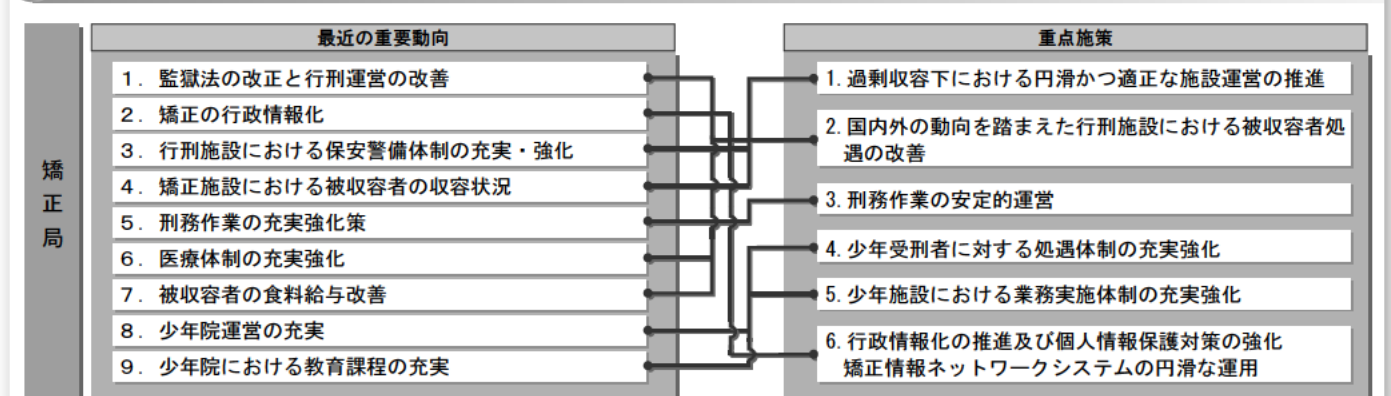 矯正局
最近の重要動向
1. 監獄法の改正と行刑運営の改善
2. 矯正の行政情報化
3. 行刑施設における保安警備体制の充実・強化
4. 矯正施設における被収容者の収容状況
5. 刑務作業の充実強化策
6. 医療体制の充実強化
7. 被収容者の食料給与改善
8. 少年院運営の充実
9. 少年院における教育課程の充実
重点施策
1. 過剰収容下における円滑かつ適正な施設運営の推進
2. 国内外の動向を踏まえた行刑施設における被収容者処
遇の改善
3. 刑務作業の安定的運営
4. 少年受刑者に対する処遇体制の充実強化
5. 少年施設における業務実施体制の充実強化
6. 行政情報化の推進及び個人情報保護対策の強化
矯正情報ネットワークシステムの円滑な運用